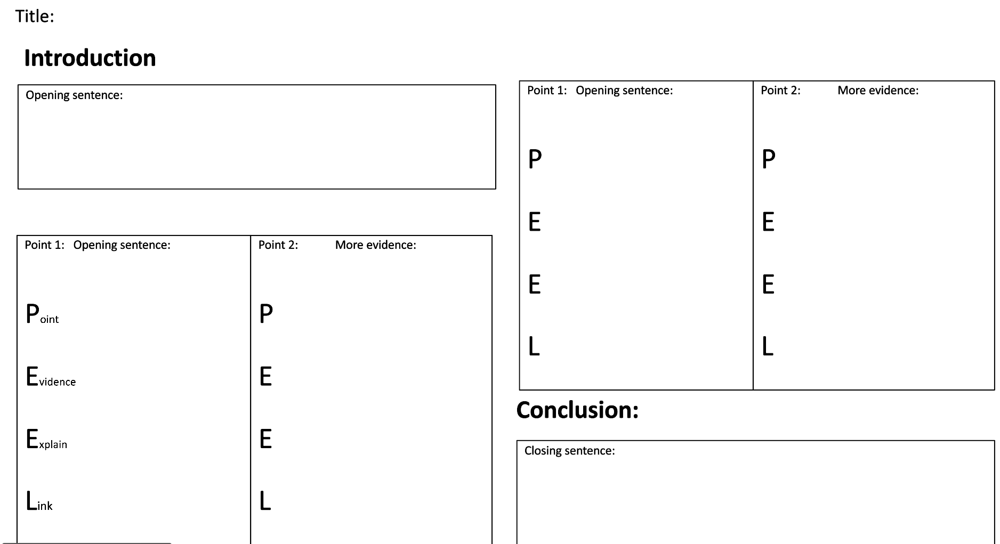 Title:
Introduction
Opening sentence:
Point 1: Opening sentence:
Point
Evidence
Explain
Link
Point 2: More evidence:
P
E
E
L
Point 1: Opening sentence:
P
E
E
L
Point 2: More evidence:
P
E
E
L
Conclusion:
Closing sentence: